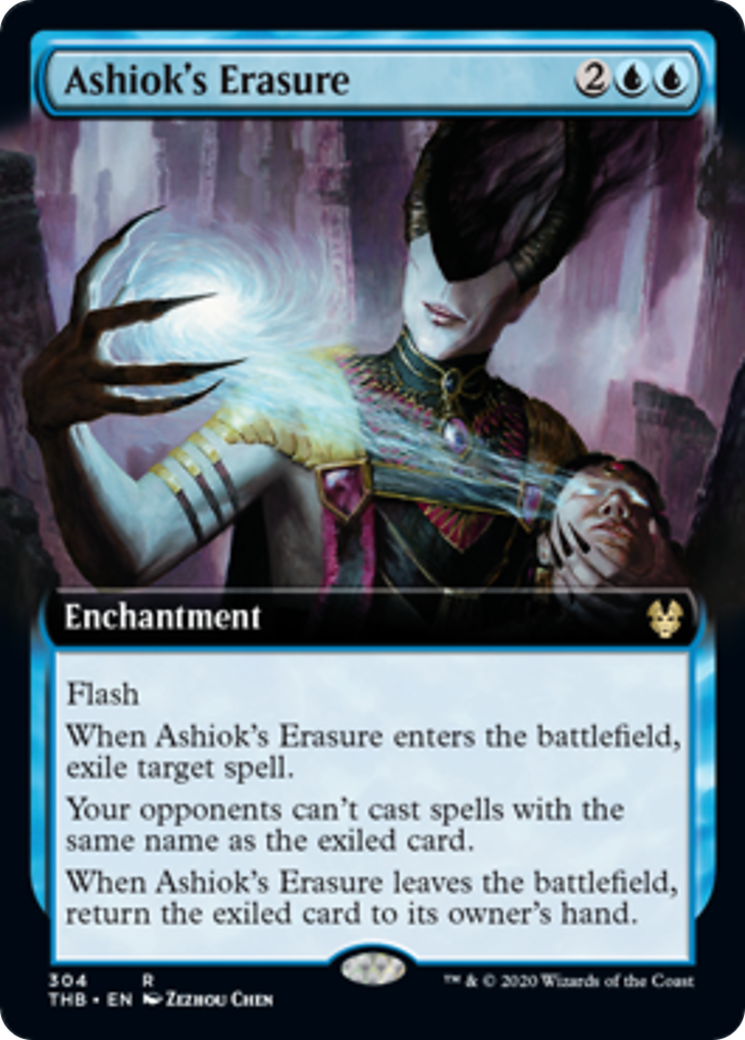 Ashiok's Erasure 2
Enchantment
Flash
When Ashiok's Erasure enters the battlefield,
exile target spell.
Your opponents can't cast spells with the
same name as the exiled card.
When Ashiok's Erasure leaves the battlefield,
return the exiled card to its owner's hand.
304 R
THB • EN Zezhou Chen
™ & © 2020 Wizards of the Coast